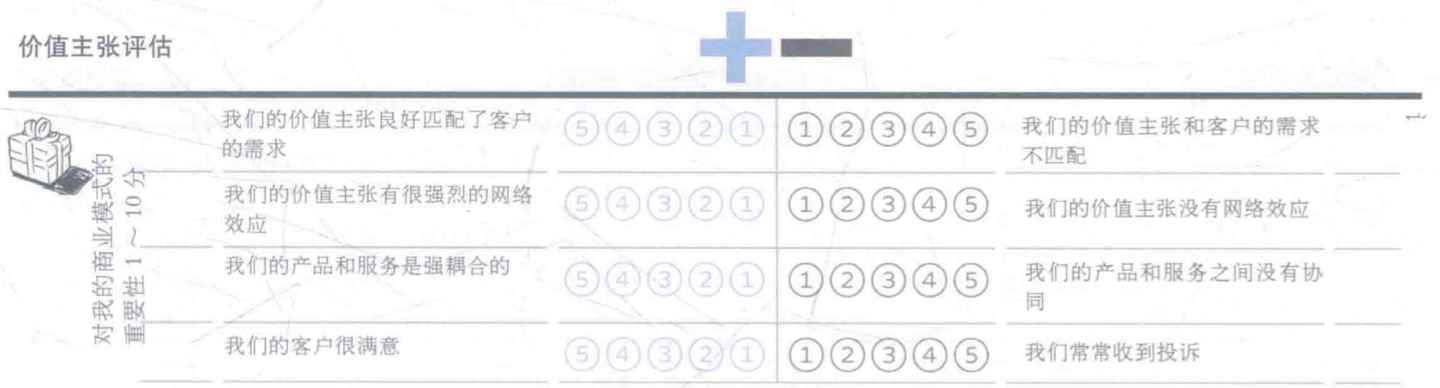 价值主张评估
对我的商业模式的
重要性 1～10 分
我们的价值主张良好匹配了客户
的需求
⑤④③②① ①②③④⑤
我们的价值主张和客户的需求
不匹配
我们的价值主张有很强烈的网络
效应
⑤④③②① ①②③④⑤
我们的价值主张没有网络效应
我们的产品和服务是强耦合的
⑤④③②① ①②③④⑤
我们的产品和服务之间没有协
同
我们的客户很满意
⑤④③②① ①②③④⑤
我们常常收到投诉